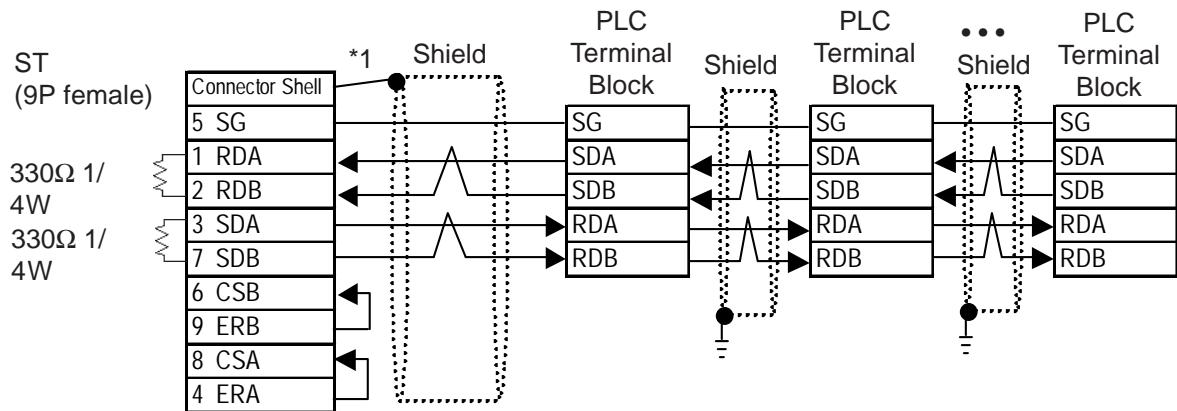 ST
(9P female)
330Ω 1/
4W
330Ω 1/
4W
Connector Shell
5 SG
1 RDA
2 RDB
3 SDA
7 SDB
6 CSB
9 ERB
8 CSA
4 ERA
*1
Shield
PLC
Terminal
Block
SG
SDA
SDB
RDA
RDB
Shield
PLC
Terminal
Block
SG
SDA
SDB
RDA
RDB
•••
Shield
PLC
Terminal
Block
SG
SDA
SDB
RDA
RDB